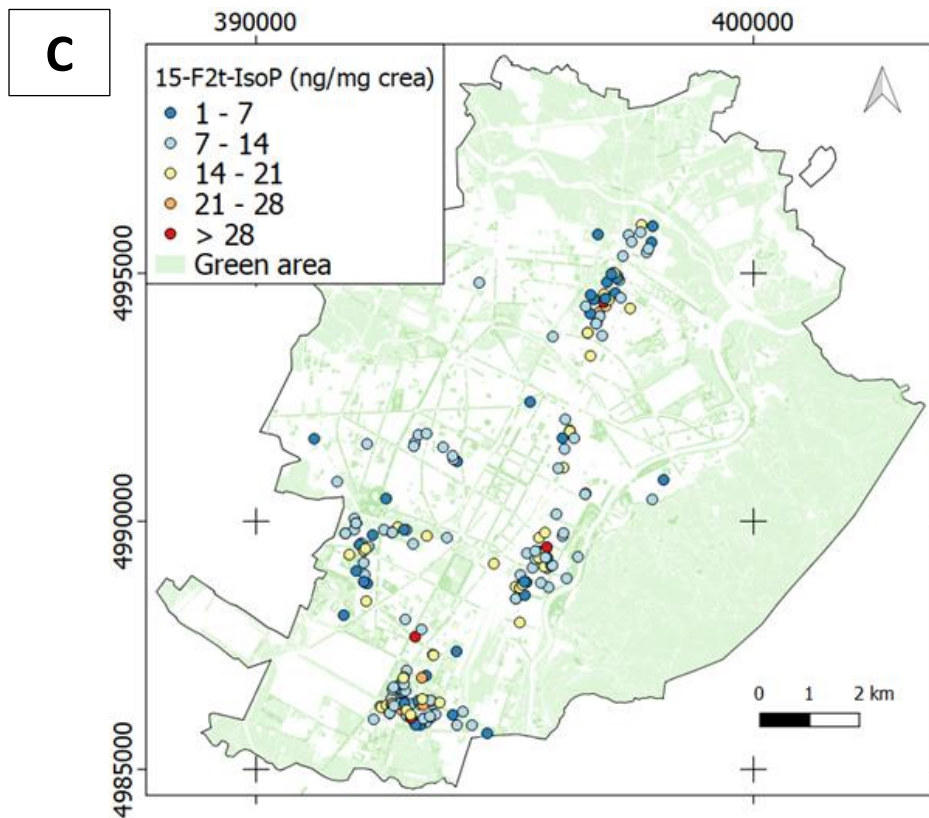 C
390000 400000
15-F2t-IsoP (ng/mg crea)
1 - 7
7 - 14
14 - 21
21 - 28
> 28
Green area
4995000
4990000
4985000
0 1 2 km